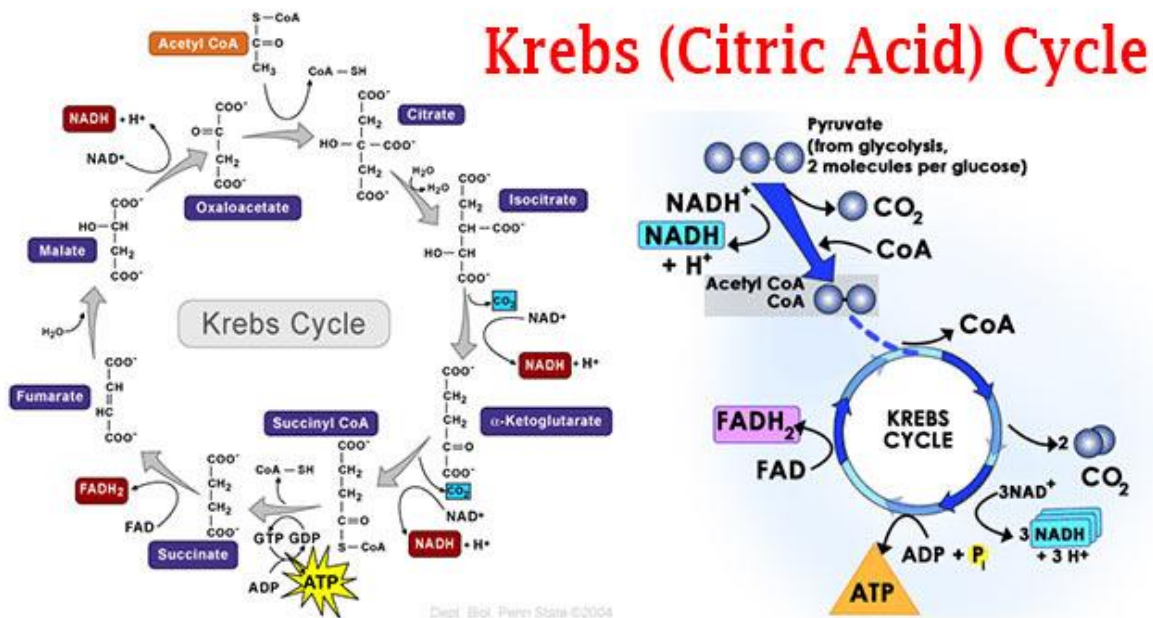 Krebs (Citric Acid) Cycle
S—CoA
Acetyl CoA
C=O
CH₃
CoA—SH
NADH + H⁺
NAD⁺
COO⁻
O=C
CH₂
COO⁻
Oxaloacetate
COO⁻
CH₂
HO—C—COO⁻
CH₂
COO⁻
Citrate
H₂O
H₂O
Isocitrate
COO⁻
CH₂
H—C—COO⁻
HO—C—H
COO⁻
CO₂
NAD⁺
NADH + H⁺
COO⁻
CH₂
CH₂
C=O
COO⁻
α-Ketoglutarate
CO₂
NAD⁺
NADH + H⁺
Succinyl CoA
COO⁻
CH₂
CH₂
C=O
S—CoA
CoA—SH
GTP GDP
ADP
ATP
COO⁻
CH₂
CH₂
COO⁻
Succinate
FADH₂
FAD
COO⁻
CH
HC
COO⁻
Fumarate
H₂O
COO⁻
HO—CH
CH₂
COO⁻
Malate
Krebs Cycle
Dept. Biol. Penn State ©2004
Pyruvate
(from glycolysis,
2 molecules per glucose)
NADH⁺
CO₂
NADH
+ H⁺
CoA
Acetyl CoA
CoA
CoA
KREBS
CYCLE
FADH₂
FAD
2
CO₂
3NAD⁺
3 NADH
+ 3 H⁺
ADP + Pᵢ
ATP